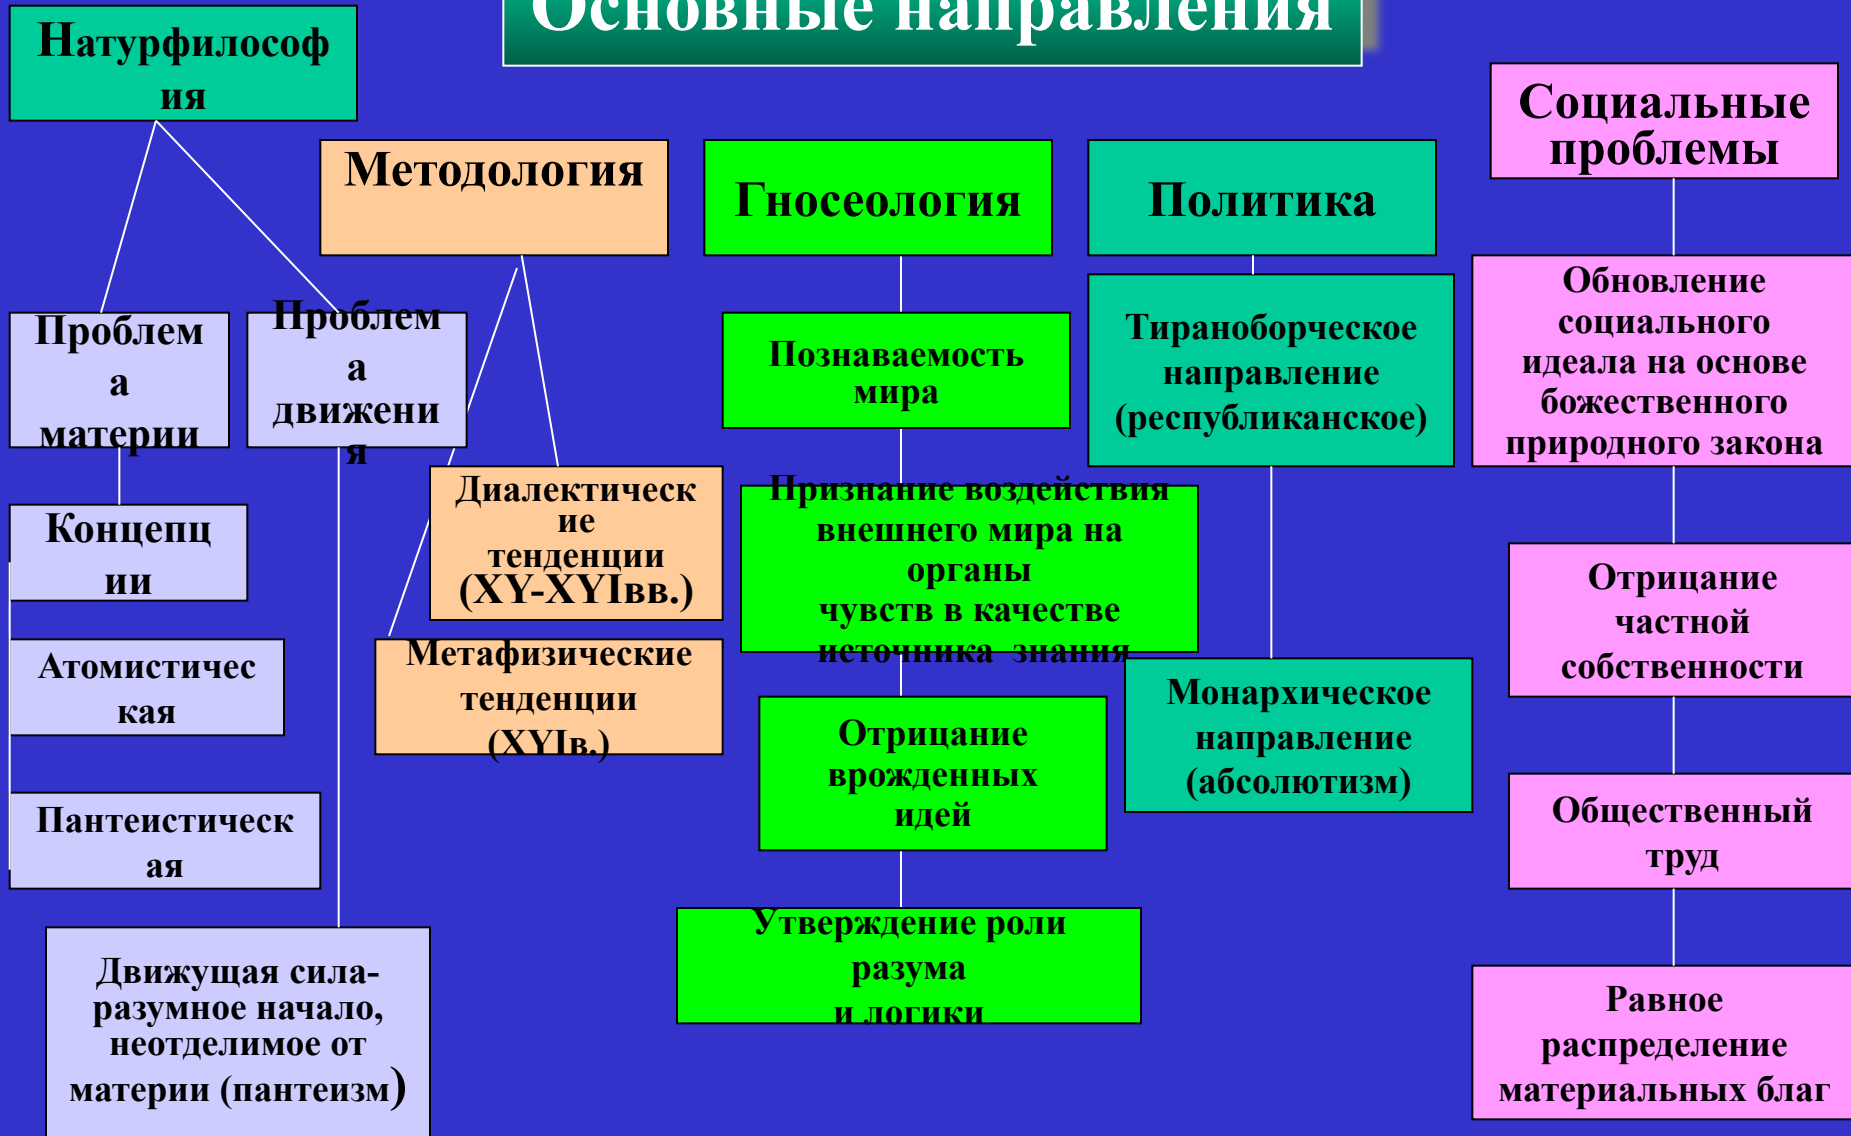 Основные направления
Натурфилософ
ия
Социальные
проблемы
Методология
Гносеология
Политика
Проблем
а
материи
Проблем
а
движени
я
Познаваемость
мира
Тираноборческое
направление
(республиканское)
Обновление
социального
идеала на основе
божественного
природного закона
Концепц
ии
Диалектическ
ие
тенденции
(XY-XYIвв.)
Признание воздействия
внешнего мира на
органы
чувств в качестве
источника знания
Отрицание
частной
собственности
Атомистичес
кая
Метафизические
тенденции
(XYIв.)
Отрицание
врожденных
идей
Монархическое
направление
(абсолютизм)
Пантеистическ
ая
Общественный
труд
Движущая сила-
разумное начало,
неотделимое от
материи (пантеизм)
Утверждение роли
разума
и логики
Равное
распределение
материальных благ